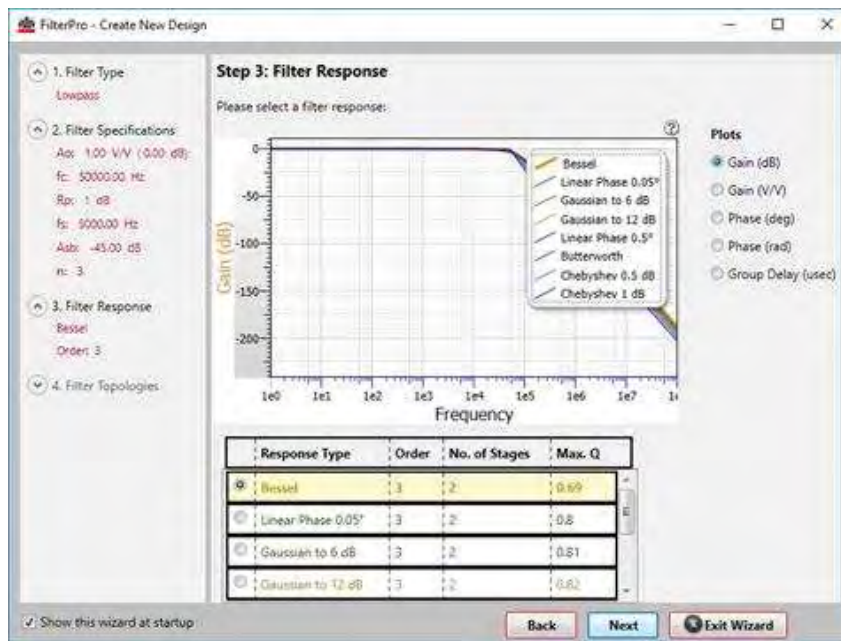 FilterPro - Create New Design
1. Filter Type
Lowpass
2. Filter Specifications
Ao: 1.00 V/V (0.00 dB)
fc: 50000.00 Hz
Rp: 1 dB
fs: 5000.00 Hz
Asb: -45.00 dB
n: 3
3. Filter Response
Bessel
Order: 3
4. Filter Topologies
Step 3: Filter Response
Please select a filter response:
Gain (dB)
0
-50
-100
-150
-200
Bessel
Linear Phase 0.05°
Gaussian to 6 dB
Gaussian to 12 dB
Linear Phase 0.5°
Butterworth
Chebyshev 0.5 dB
Chebyshev 1 dB
1e0 1e1 1e2 1e3 1e4 1e5 1e6 1e7
Frequency
Plots
Gain (dB)
Gain (V/V)
Phase (deg)
Phase (rad)
Group Delay (usec)
Response Type Order No. of Stages Max. Q
Bessel 3 2 0.69
Linear Phase 0.05° 3 2 0.8
Gaussian to 6 dB 3 2 0.81
Gaussian to 12 dB 3 2 0.82
Show this wizard at startup
Back
Next
Exit Wizard